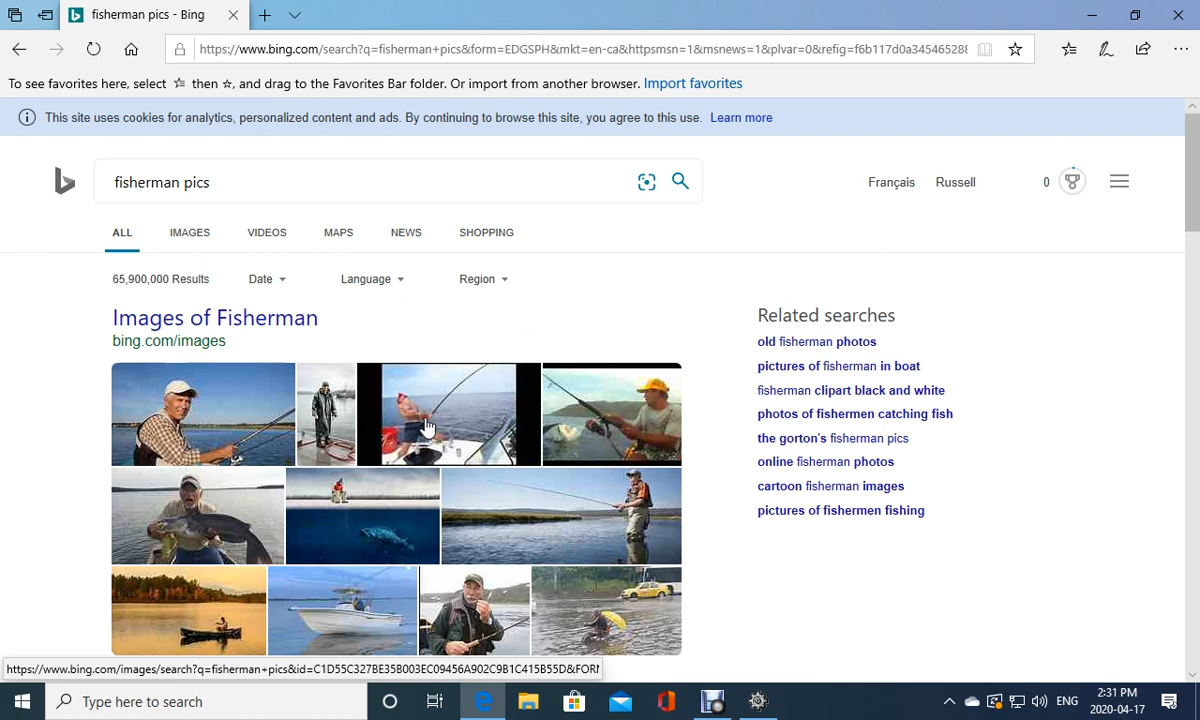 fisherman pics - Bing
https://www.bing.com/search?q=fisherman+pics&form=EDGSPH&mkt=en-ca&httpsmsn=1&msnews=1&plvar=0&refig=f6b117d0a34546528
To see favorites here, select then ☆, and drag to the Favorites Bar folder. Or import from another browser. Import favorites
This site uses cookies for analytics, personalized content and ads. By continuing to browse this site, you agree to this use. Learn more
fisherman pics
Français Russell 0
ALL IMAGES VIDEOS MAPS NEWS SHOPPING
65,900,000 Results Date Language Region
Images of Fisherman
bing.com/images
Related searches
old fisherman photos
pictures of fisherman in boat
fisherman clipart black and white
photos of fishermen catching fish
the gorton's fisherman pics
online fisherman photos
cartoon fisherman images
pictures of fishermen fishing
https://www.bing.com/images/search?q=fisherman+pics&id=C1D55C327BE35B003EC09456A902C9B1C415B55D&FORM
Type here to search
ENG
2:31 PM
2020-04-17